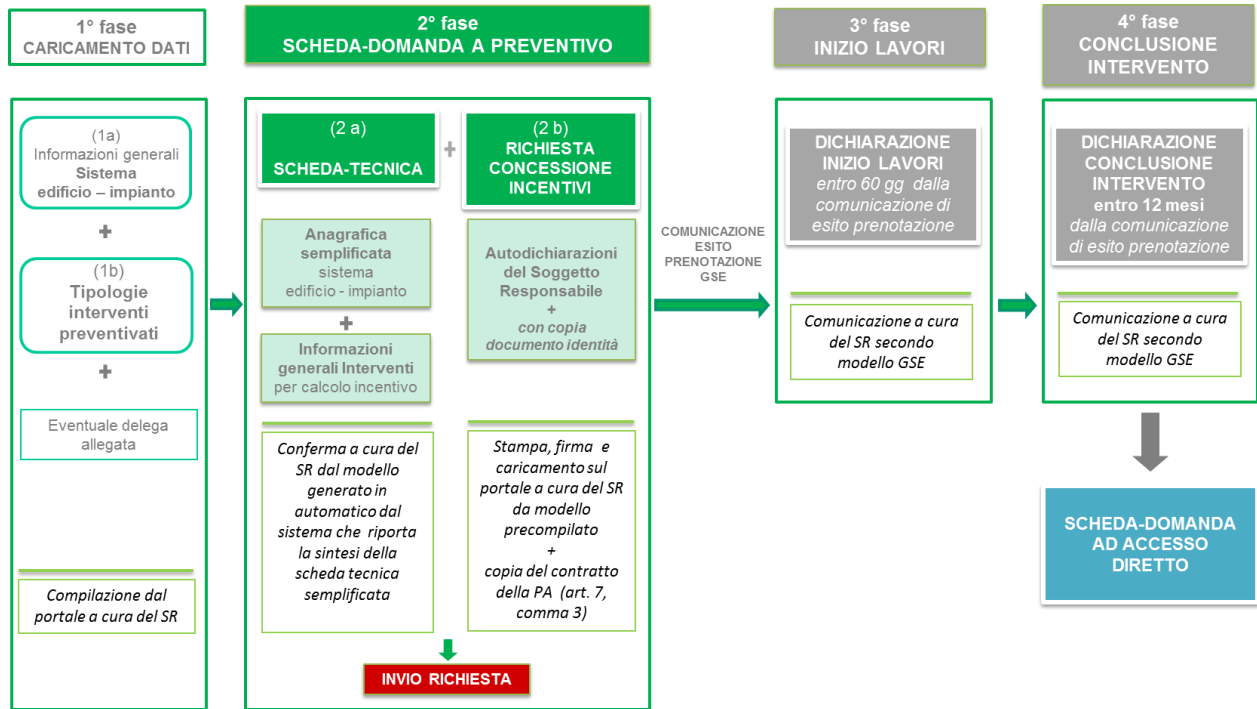 1° fase
CARICAMENTO DATI
2° fase
SCHEDA-DOMANDA A PREVENTIVO
3° fase
INIZIO LAVORI
4° fase
CONCLUSIONE
INTERVENTO
(1a)
Informazioni generali
Sistema
edificio – impianto
+
(1b)
Tipologie
interventi
preventivati
+
Eventuale delega
allegata
Compilazione dal
portale a cura del SR
(2 a)
SCHEDA-TECNICA
+
(2 b)
RICHIESTA
CONCESSIONE
INCENTIVI
Anagrafica
semplificata
sistema
edificio - impianto
+
Informazioni
generali Interventi
per calcolo incentivo
Autodichiarazioni
del Soggetto
Responsabile
+
con copia
documento identità
Conferma a cura del
SR dal modello
generato in
automatico dal
sistema che riporta
la sintesi della
scheda tecnica
semplificata
Stampa, firma e
caricamento sul
portale a cura del SR
da modello
precompilato
+
copia del contratto
della PA (art. 7,
comma 3)
INVIO RICHIESTA
COMUNICAZIONE
ESITO
PRENOTAZIONE
GSE
DICHIARAZIONE
INIZIO LAVORI
entro 60 gg dalla
comunicazione di
esito prenotazione
Comunicazione a cura
del SR secondo
modello GSE
DICHIARAZIONE
CONCLUSIONE
INTERVENTO
entro 12 mesi
dalla comunicazione
di esito prenotazione
Comunicazione a cura
del SR secondo
modello GSE
SCHEDA-DOMANDA
AD ACCESSO
DIRETTO